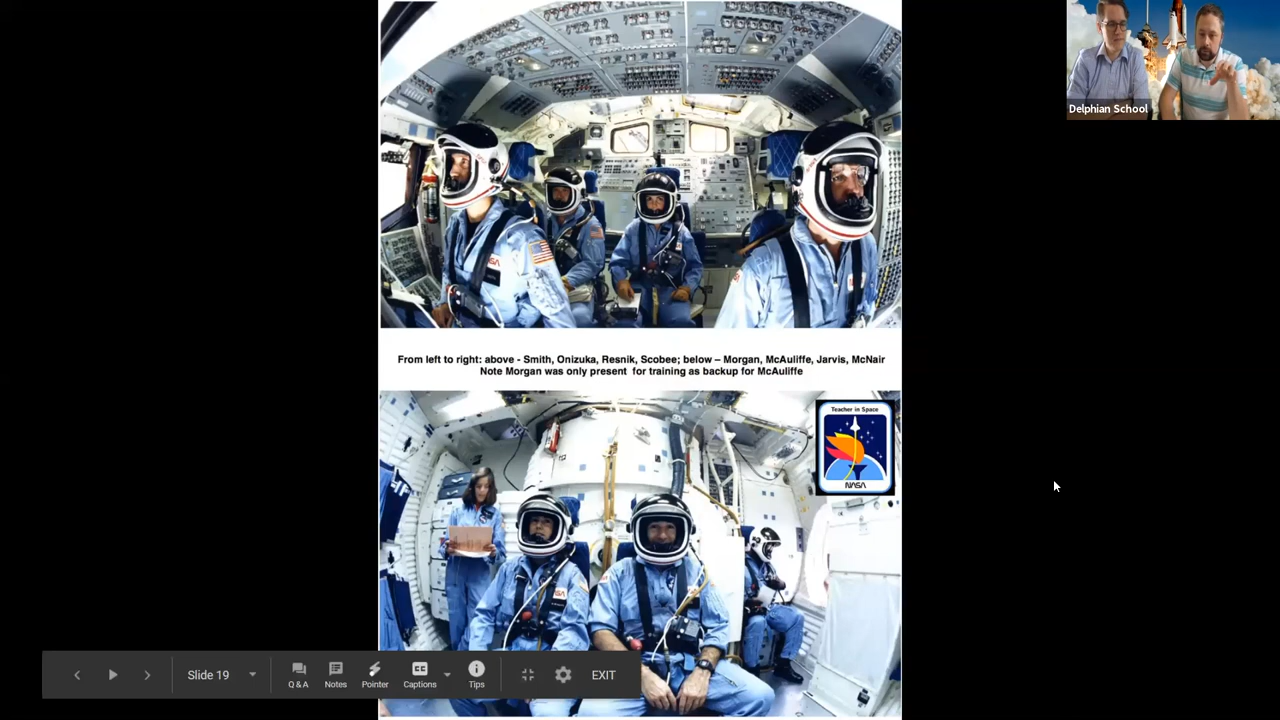 Delphian School
From left to right: above - Smith, Onizuka, Resnik, Scobee; below – Morgan, McAuliffe, Jarvis, McNair
Note Morgan was only present for training as backup for McAuliffe
Teacher in Space
NASA
Slide 19
Q & A
Notes
Pointer
Captions
Tips
EXIT